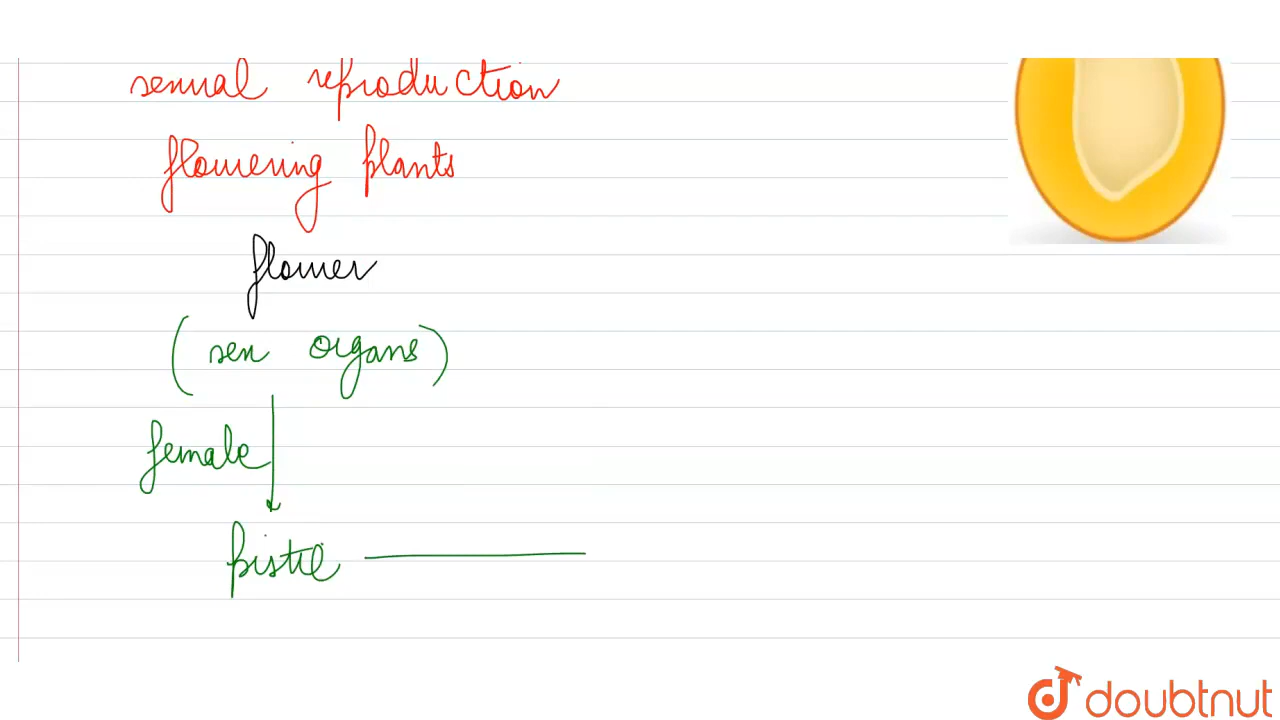 sexual reproduction
flowering plants
flower
(sex organs)
female
pistil
doubtnut